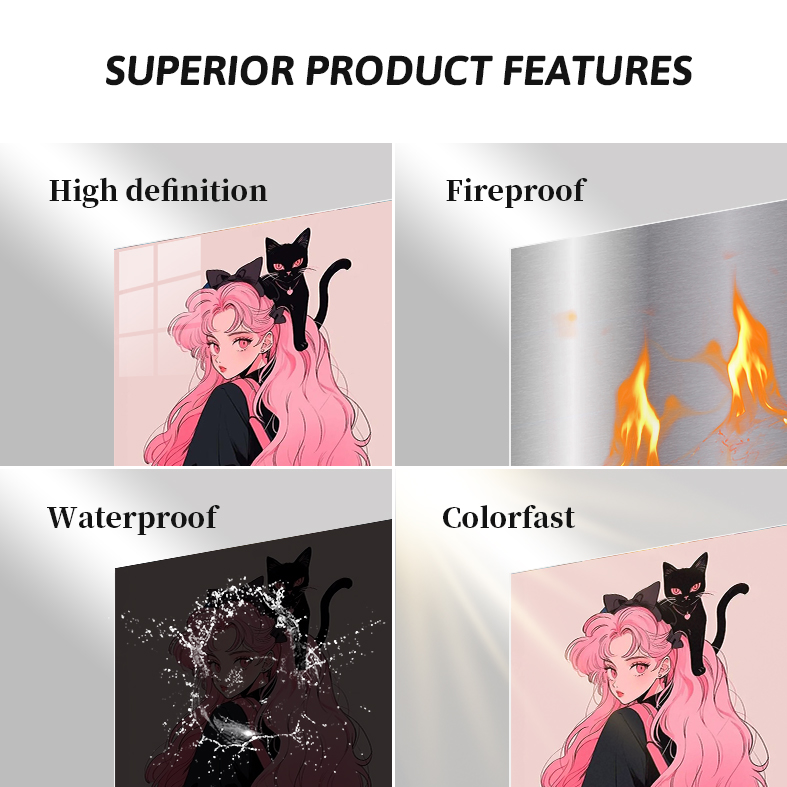 SUPERIOR PRODUCT FEATURES
High definition
Fireproof
Waterproof
Colorfast